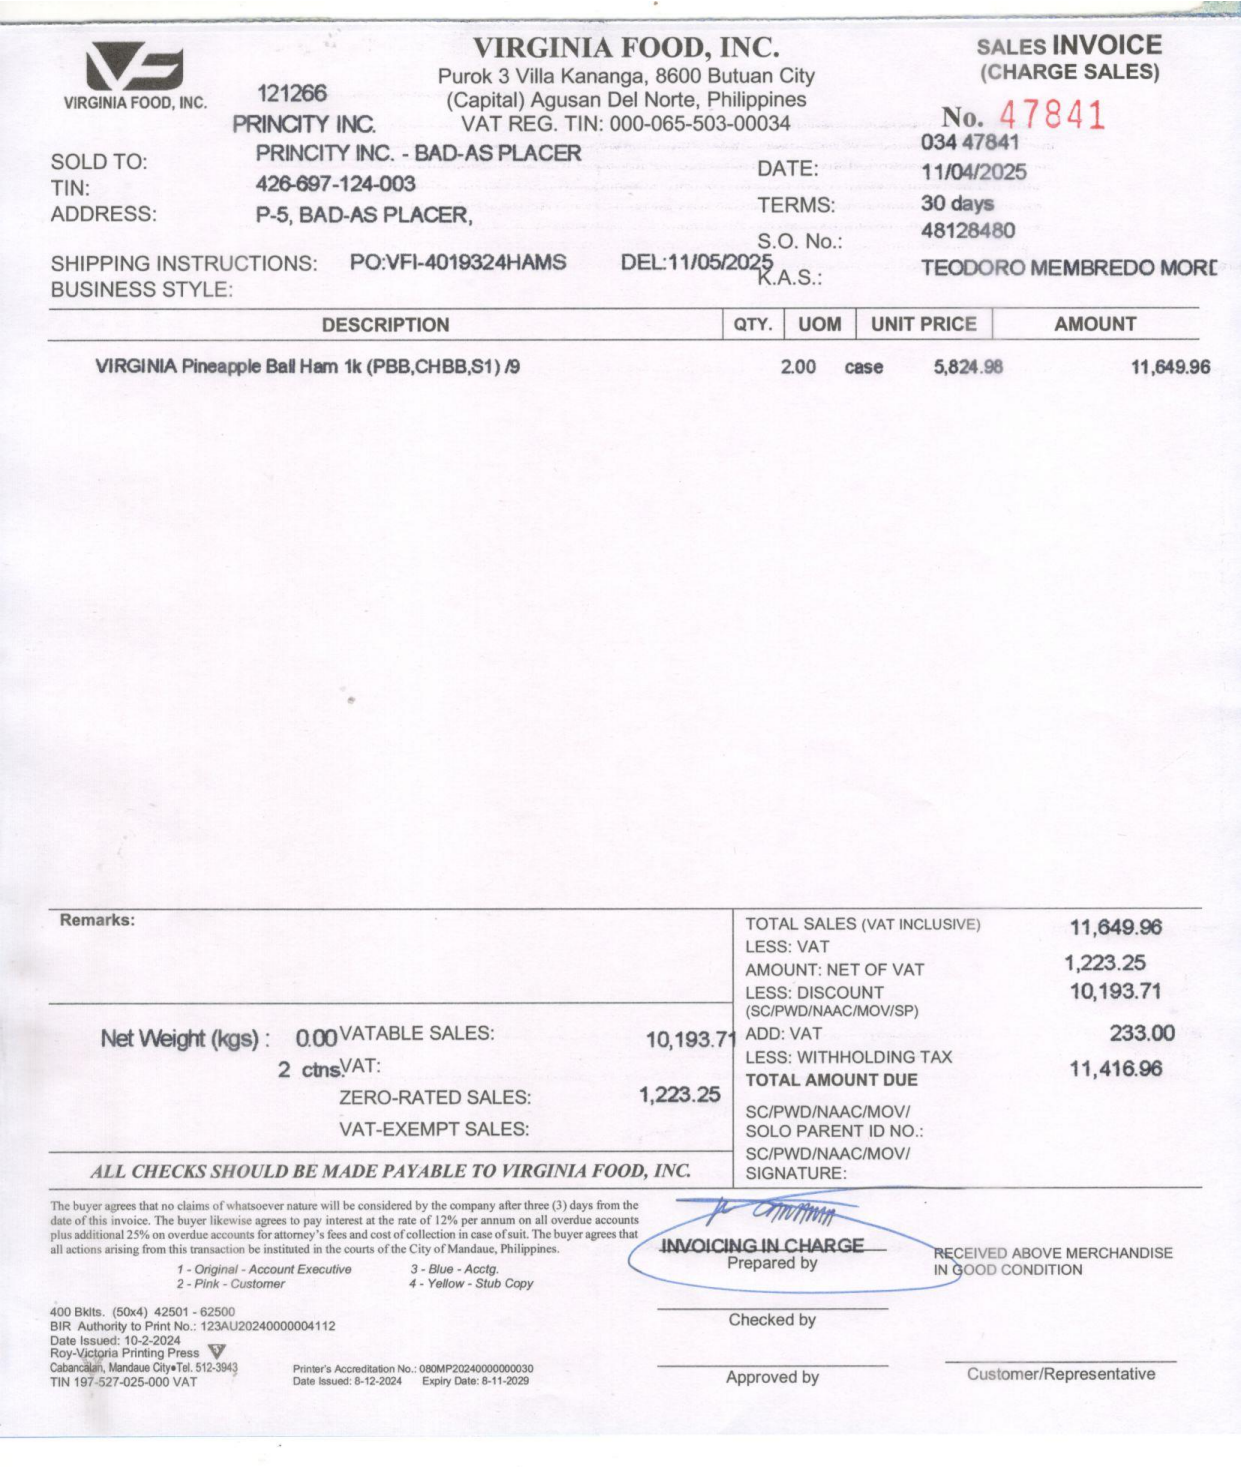 VIRGINIA FOOD, INC.
VIRGINIA FOOD, INC.
Purok 3 Villa Kananga, 8600 Butuan City
(Capital) Agusan Del Norte, Philippines
VAT REG. TIN: 000-065-503-00034
SALES INVOICE
(CHARGE SALES)
No. 47841
034 47841
121266
PRINCITY INC.
SOLD TO: PRINCITY INC. - BAD-AS PLACER
TIN: 426-697-124-003
ADDRESS: P-5, BAD-AS PLACER,
DATE: 11/04/2025
TERMS: 30 days
S.O. No.: 48128480
K.A.S.: TEODORO MEMBREDO MORD
SHIPPING INSTRUCTIONS: PO:VFI-4019324HAMS DEL:11/05/2025
BUSINESS STYLE:
DESCRIPTION QTY. UOM UNIT PRICE AMOUNT
VIRGINIA Pineapple Ball Ham 1k (PBB,CHBB,S1) /9 2.00 case 5,824.98 11,649.96
Remarks:
Net Weight (kgs) : 0.00
2 ctns.
VATABLE SALES: 10,193.71
VAT:
ZERO-RATED SALES: 1,223.25
VAT-EXEMPT SALES:
TOTAL SALES (VAT INCLUSIVE) 11,649.96
LESS: VAT
AMOUNT: NET OF VAT 1,223.25
LESS: DISCOUNT 10,193.71
(SC/PWD/NAAC/MOV/SP)
ADD: VAT 233.00
LESS: WITHHOLDING TAX
TOTAL AMOUNT DUE 11,416.96
SC/PWD/NAAC/MOV/
SOLO PARENT ID NO.:
SC/PWD/NAAC/MOV/
SIGNATURE:
ALL CHECKS SHOULD BE MADE PAYABLE TO VIRGINIA FOOD, INC.
The buyer agrees that no claims of whatsoever nature will be considered by the company after three (3) days from the
date of this invoice. The buyer likewise agrees to pay interest at the rate of 12% per annum on all overdue accounts
plus additional 25% on overdue accounts for attorney's fees and cost of collection in case of suit. The buyer agrees that
all actions arising from this transaction be instituted in the courts of the City of Mandaue, Philippines.
1 - Original - Account Executive 3 - Blue - Acctg.
2 - Pink - Customer 4 - Yellow - Stub Copy
400 Bklts. (50x4) 42501 - 62500
BIR Authority to Print No.: 123AU20240000004112
Date Issued: 10-2-2024
Roy-Victoria Printing Press
Cabancalan, Mandaue City•Tel. 512-3943
TIN 197-527-025-000 VAT
Printer's Accreditation No.: 080MP20240000000030
Date Issued: 8-12-2024 Expiry Date: 8-11-2029
INVOICING IN CHARGE
Prepared by
Checked by
Approved by
RECEIVED ABOVE MERCHANDISE
IN GOOD CONDITION
Customer/Representative